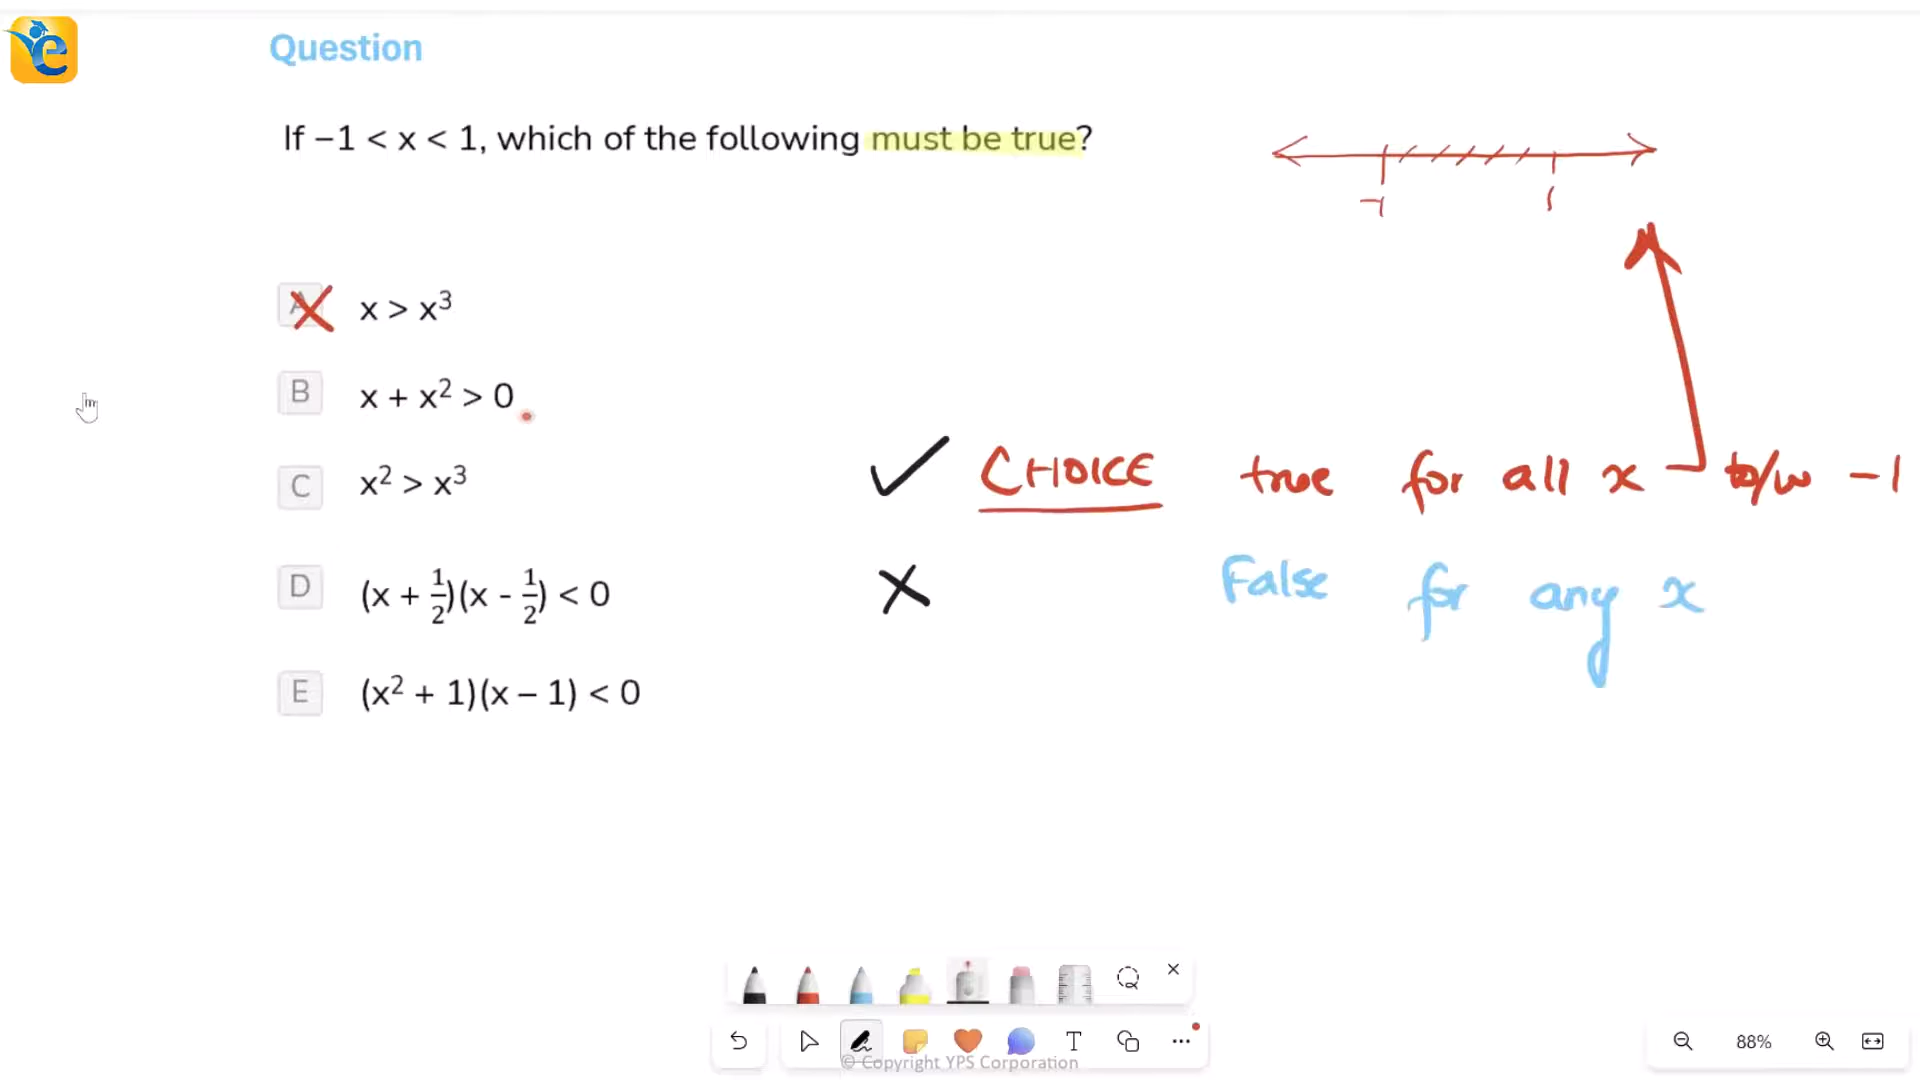 Question
If −1 < x < 1, which of the following must be true?
-1 1
A x > x³
B x + x² > 0
C x² > x³
CHOICE true for all x b/w -1
D (x + 1/2)(x - 1/2) < 0
False for any x
E (x² + 1)(x − 1) < 0
T
88%
© Copyright YPS Corporation